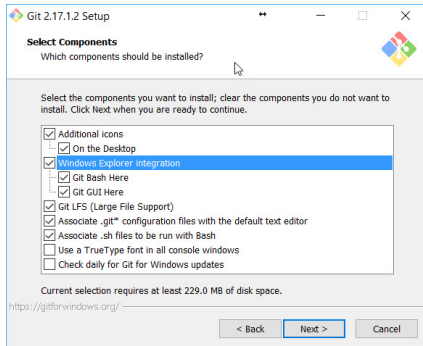 Git 2.17.1.2 Setup
Select Components
Which components should be installed?
Select the components you want to install; clear the components you do not want to
install. Click Next when you are ready to continue.
Additional icons
On the Desktop
Windows Explorer integration
Git Bash Here
Git GUI Here
Git LFS (Large File Support)
Associate .git* configuration files with the default text editor
Associate .sh files to be run with Bash
Use a TrueType font in all console windows
Check daily for Git for Windows updates
Current selection requires at least 229.0 MB of disk space.
https://gitforwindows.org/
< Back Next > Cancel